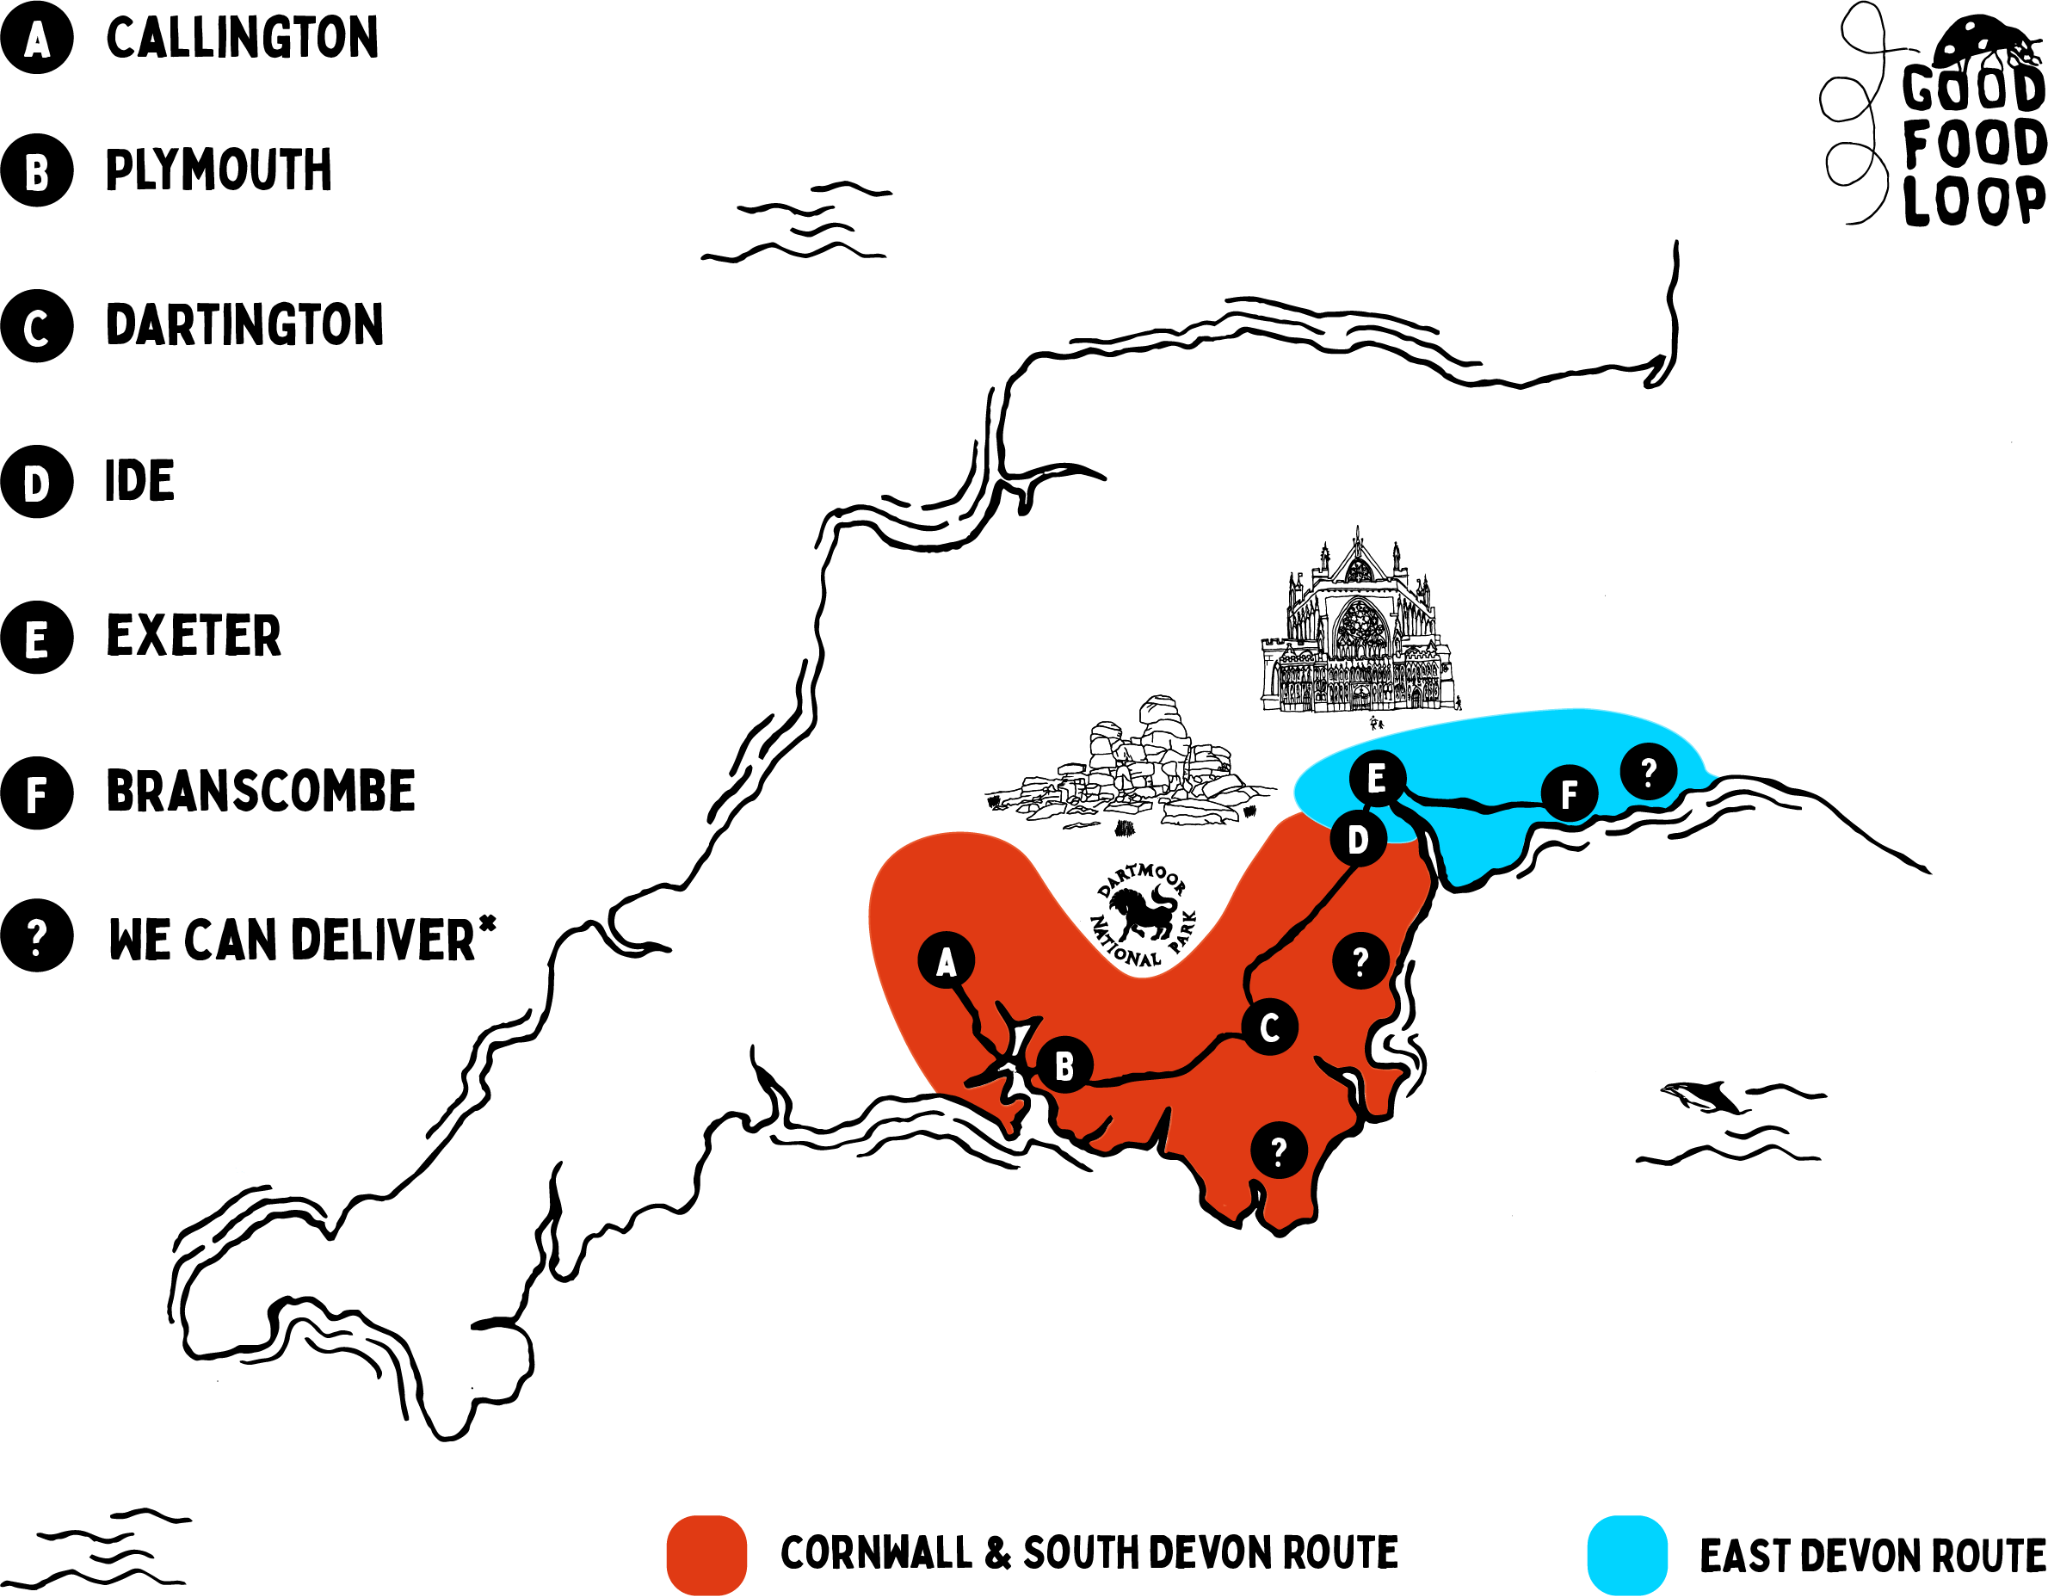 A CALLINGTON
B PLYMOUTH
C DARTINGTON
D IDE
E EXETER
F BRANSCOMBE
? WE CAN DELIVER*
GOOD
FOOD
LOOP
E
F
?
D
DARTMOOR
NATIONAL PARK
A
?
C
B
?
CORNWALL & SOUTH DEVON ROUTE
EAST DEVON ROUTE